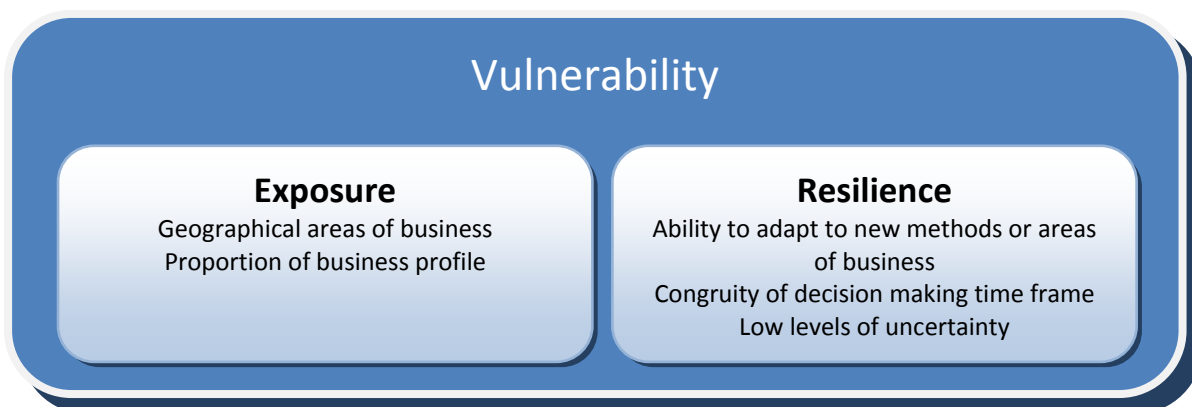 Vulnerability
Exposure
Geographical areas of business
Proportion of business profile
Resilience
Ability to adapt to new methods or areas
of business
Congruity of decision making time frame
Low levels of uncertainty